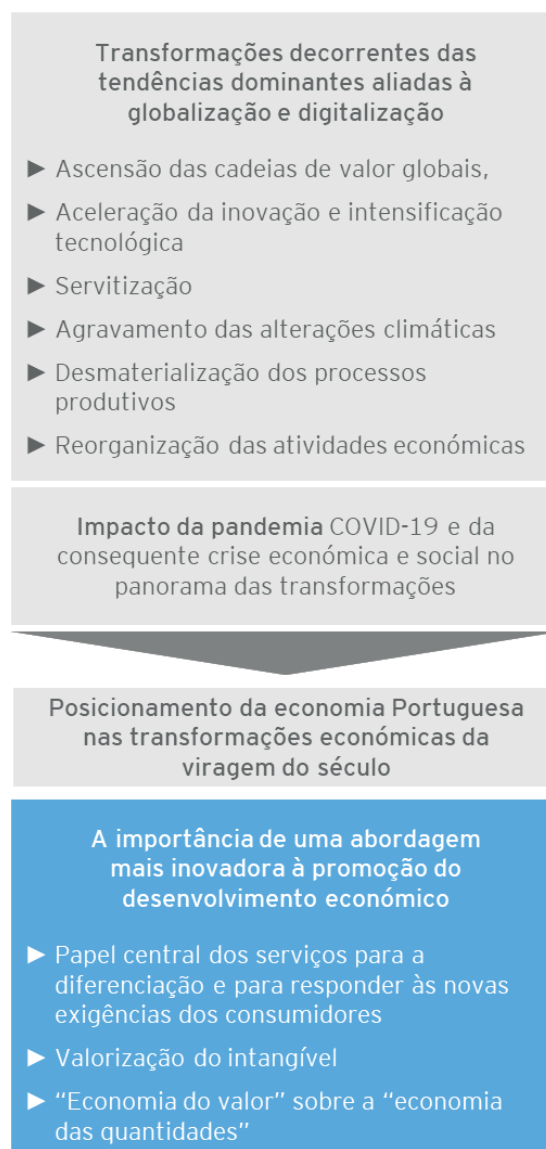 Transformações decorrentes das
tendências dominantes aliadas à
globalização e digitalização
► Ascensão das cadeias de valor globais,
► Aceleração da inovação e intensificação
tecnológica
► Servitização
► Agravamento das alterações climáticas
► Desmaterialização dos processos
produtivos
► Reorganização das atividades económicas
Impacto da pandemia COVID-19 e da
consequente crise económica e social no
panorama das transformações
Posicionamento da economia Portuguesa
nas transformações económicas da
viragem do século
A importância de uma abordagem
mais inovadora à promoção do
desenvolvimento económico
► Papel central dos serviços para a
diferenciação e para responder às novas
exigências dos consumidores
► Valorização do intangível
► “Economia do valor” sobre a “economia
das quantidades”